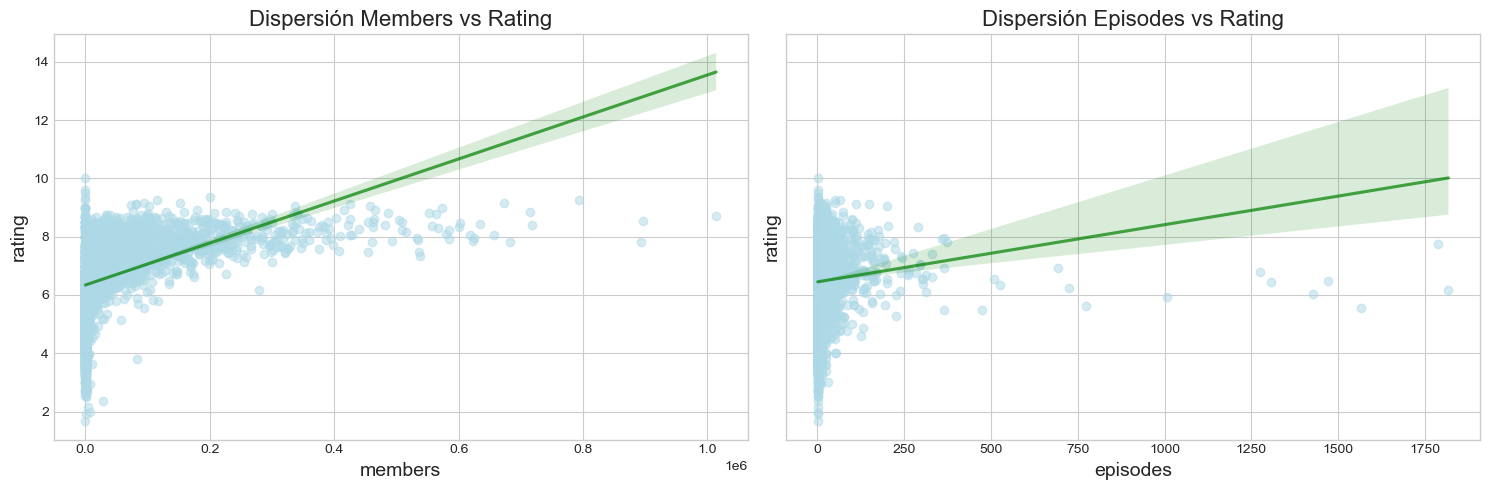 Dispersión Members vs Rating
14
12
10
8
6
4
2
rating
0.0 0.2 0.4 0.6 0.8 1.0
1e6
members
Dispersión Episodes vs Rating
rating
0 250 500 750 1000 1250 1500 1750
episodes